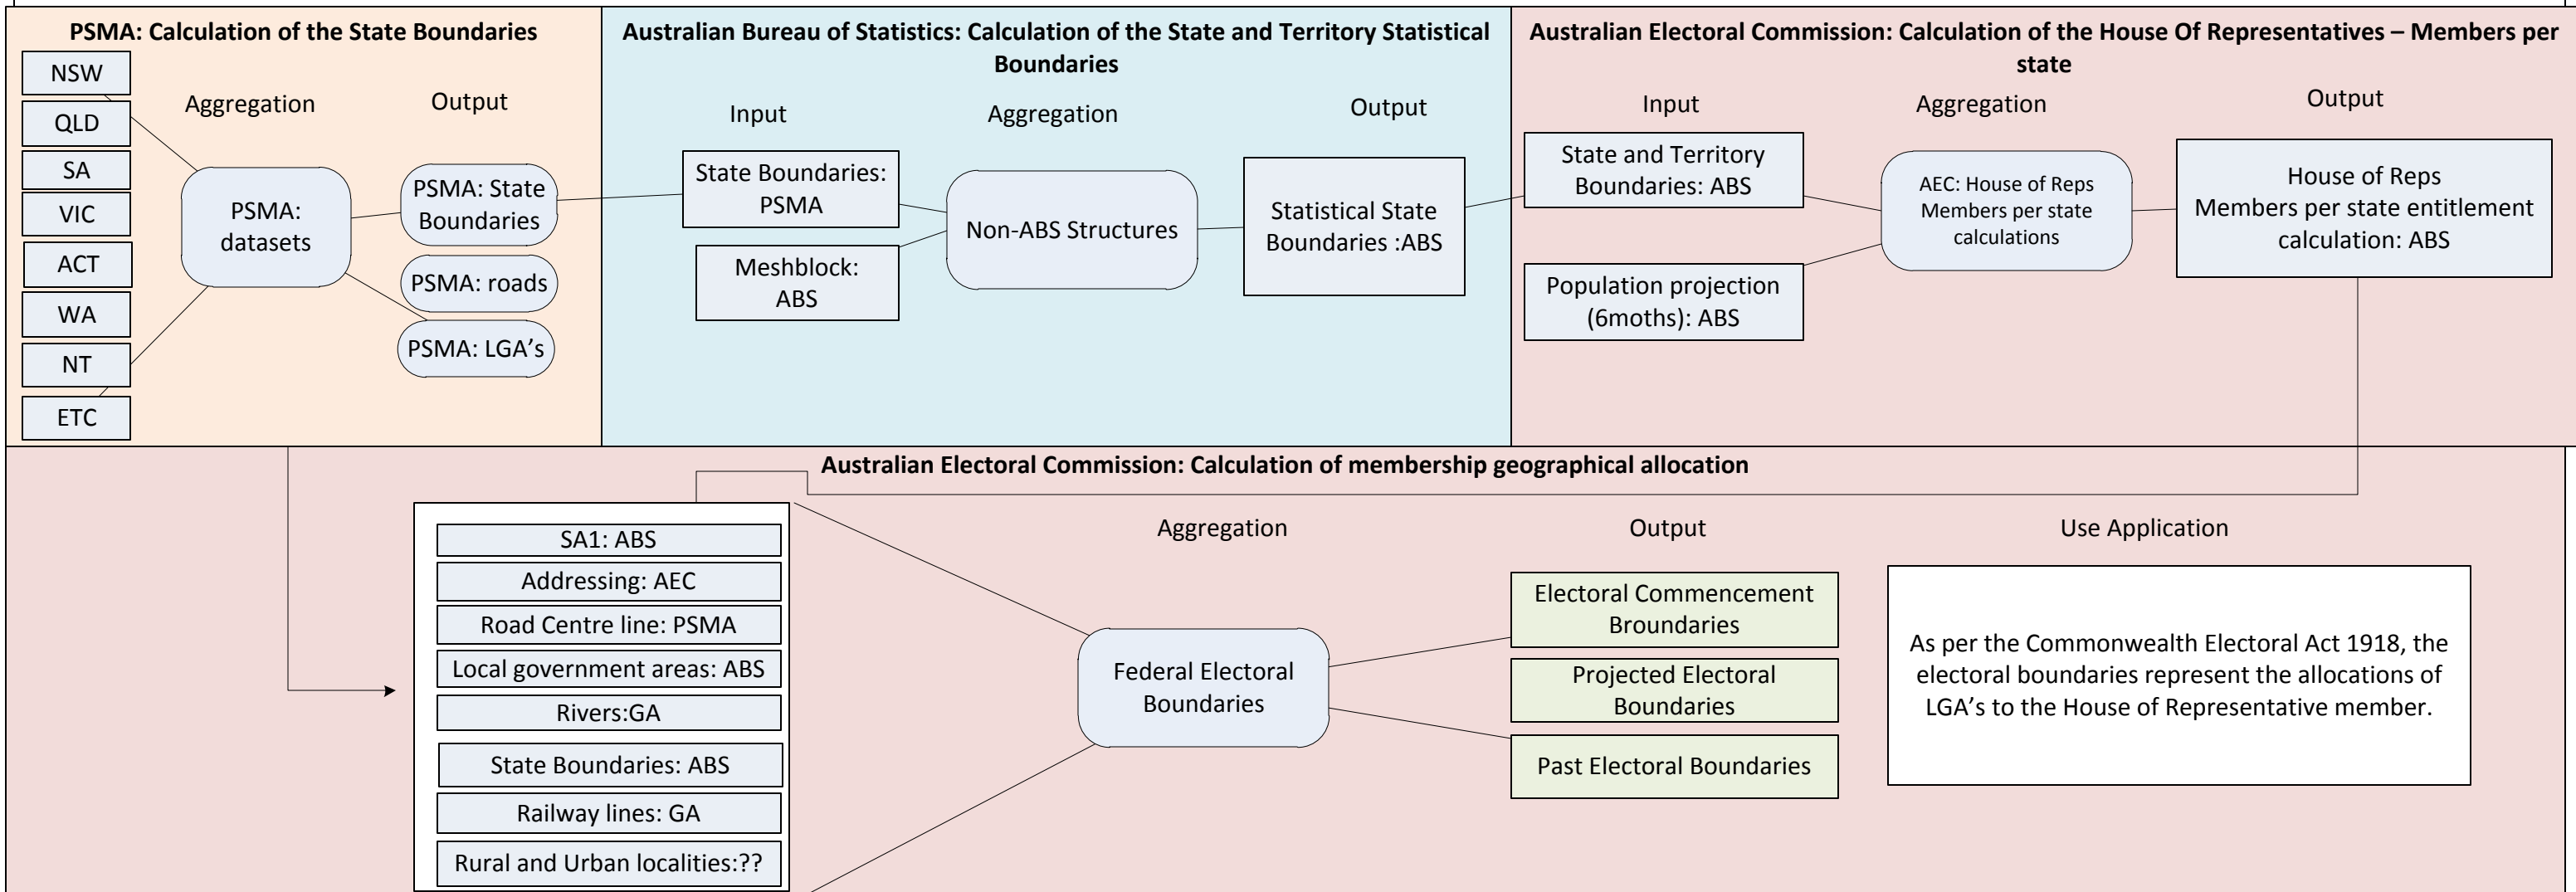 PSMA: Calculation of the State Boundaries
NSW
QLD
SA
VIC
ACT
WA
NT
ETC
Aggregation
Output
PSMA:
datasets
PSMA: State
Boundaries
PSMA: roads
PSMA: LGA’s
Australian Bureau of Statistics: Calculation of the State and Territory Statistical
Boundaries
Input
Aggregation
Output
State Boundaries:
PSMA
Meshblock:
ABS
Non-ABS Structures
Statistical State
Boundaries :ABS
Australian Electoral Commission: Calculation of the House Of Representatives – Members per
state
Input
Aggregation
Output
State and Territory
Boundaries: ABS
Population projection
(6moths): ABS
AEC: House of Reps
Members per state
calculations
House of Reps
Members per state entitlement
calculation: ABS
Australian Electoral Commission: Calculation of membership geographical allocation
SA1: ABS
Addressing: AEC
Road Centre line: PSMA
Local government areas: ABS
Rivers:GA
State Boundaries: ABS
Railway lines: GA
Rural and Urban localities:??
Aggregation
Federal Electoral
Boundaries
Output
Electoral Commencement
Broundaries
Projected Electoral
Boundaries
Past Electoral Boundaries
Use Application
As per the Commonwealth Electoral Act 1918, the
electoral boundaries represent the allocations of
LGA’s to the House of Representative member.